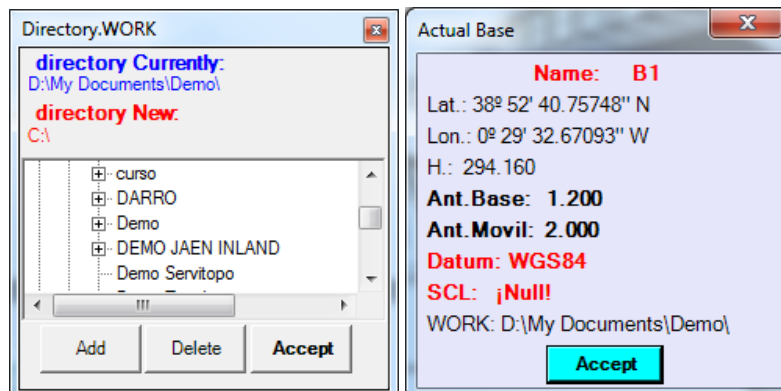 Directory.WORK
directory Currently:
D:\My Documents\Demo\
directory New:
C:\
curso
DARRO
Demo
DEMO JAEN INLAND
Demo Servitopo
Add Delete Accept
Actual Base
Name: B1
Lat.: 38º 52' 40.75748" N
Lon.: 0º 29' 32.67093" W
H.: 294.160
Ant.Base: 1.200
Ant.Movil: 2.000
Datum: WGS84
SCL: ¡Null!
WORK: D:\My Documents\Demo\
Accept